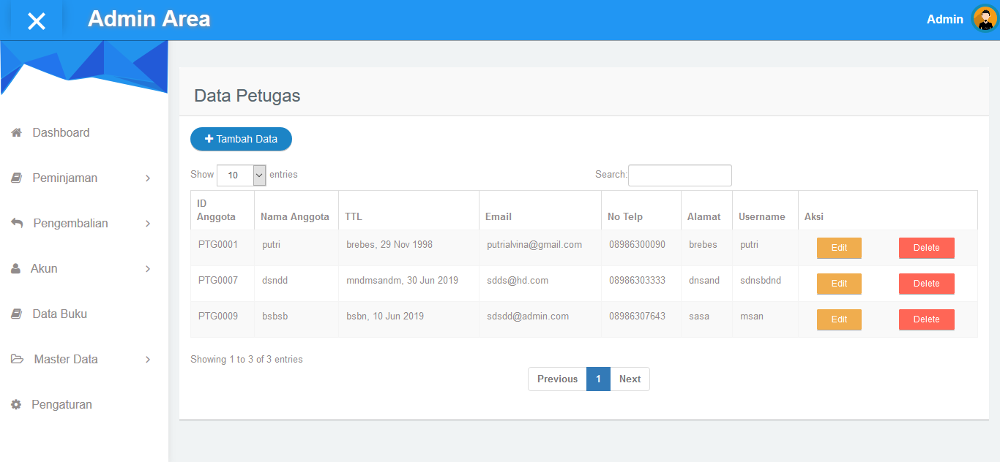 Admin Area
Admin
Dashboard
Peminjaman
Pengembalian
Akun
Data Buku
Master Data
Pengaturan
Data Petugas
Tambah Data
Show 10 entries
Search:
ID Anggota Nama Anggota TTL Email No Telp Alamat Username Aksi
PTG0001 putri brebes, 29 Nov 1998 putrialvina@gmail.com 08986300090 brebes putri Edit Delete
PTG0007 dsndd mndmsandm, 30 Jun 2019 sdds@hd.com 08986303333 dnsand sdnsbdnd Edit Delete
PTG0009 bsbsb bsbn, 10 Jun 2019 sdsdd@admin.com 08986307643 sasa msan Edit Delete
Showing 1 to 3 of 3 entries
Previous 1 Next